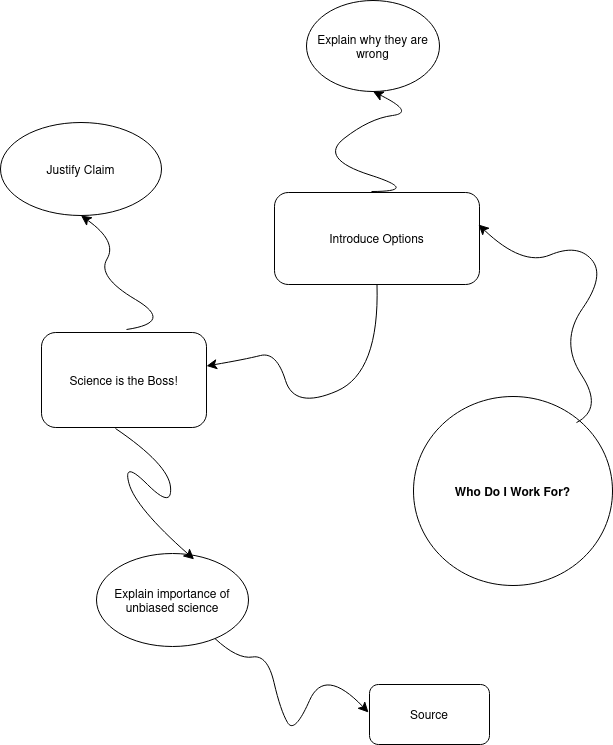 Explain why they are
wrong
Justify Claim
Introduce Options
Science is the Boss!
Who Do I Work For?
Explain importance of
unbiased science
Source